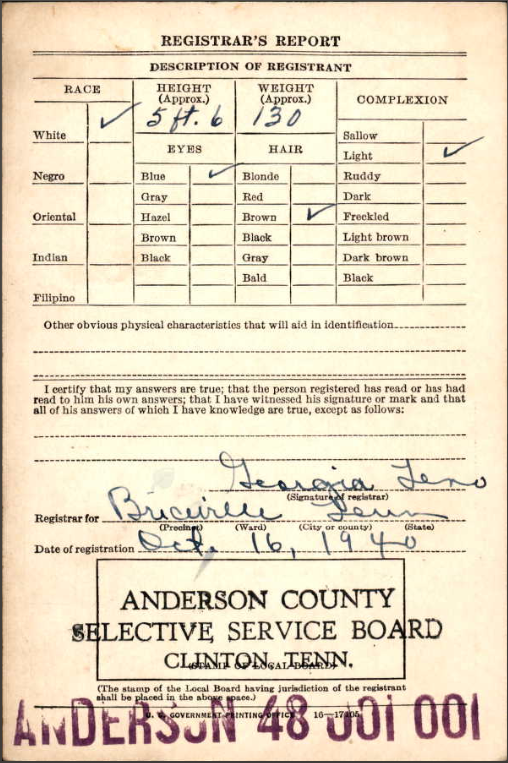 REGISTRAR'S REPORT
DESCRIPTION OF REGISTRANT
RACE
HEIGHT
(Approx.)
WEIGHT
(Approx.)
COMPLEXION
5 ft. 6
130
White ✓
Sallow
EYES
HAIR
Light ✓
Negro
Blue ✓
Blonde
Ruddy
Gray
Red
Dark
Oriental
Hazel
Brown ✓
Freckled
Brown
Black
Light brown
Indian
Black
Gray
Dark brown
Bald
Black
Filipino
Other obvious physical characteristics that will aid in identification
I certify that my answers are true; that the person registered has read or has had
read to him his own answers; that I have witnessed his signature or mark and that
all of his answers of which I have knowledge are true, except as follows:
Georgia
(Signature of registrar)
Registrar for Briceville Tenn
(Precinct) (Ward) (City or county) (State)
Date of registration Oct. 16, 1940
ANDERSON COUNTY
SELECTIVE SERVICE BOARD
CLINTON, TENN.
(STAMP OF LOCAL BOARD)
(The stamp of the Local Board having jurisdiction of the registrant
shall be placed in the above space.)
U. S. GOVERNMENT PRINTING OFFICE 16—17105
ANDERSON 48 001 001